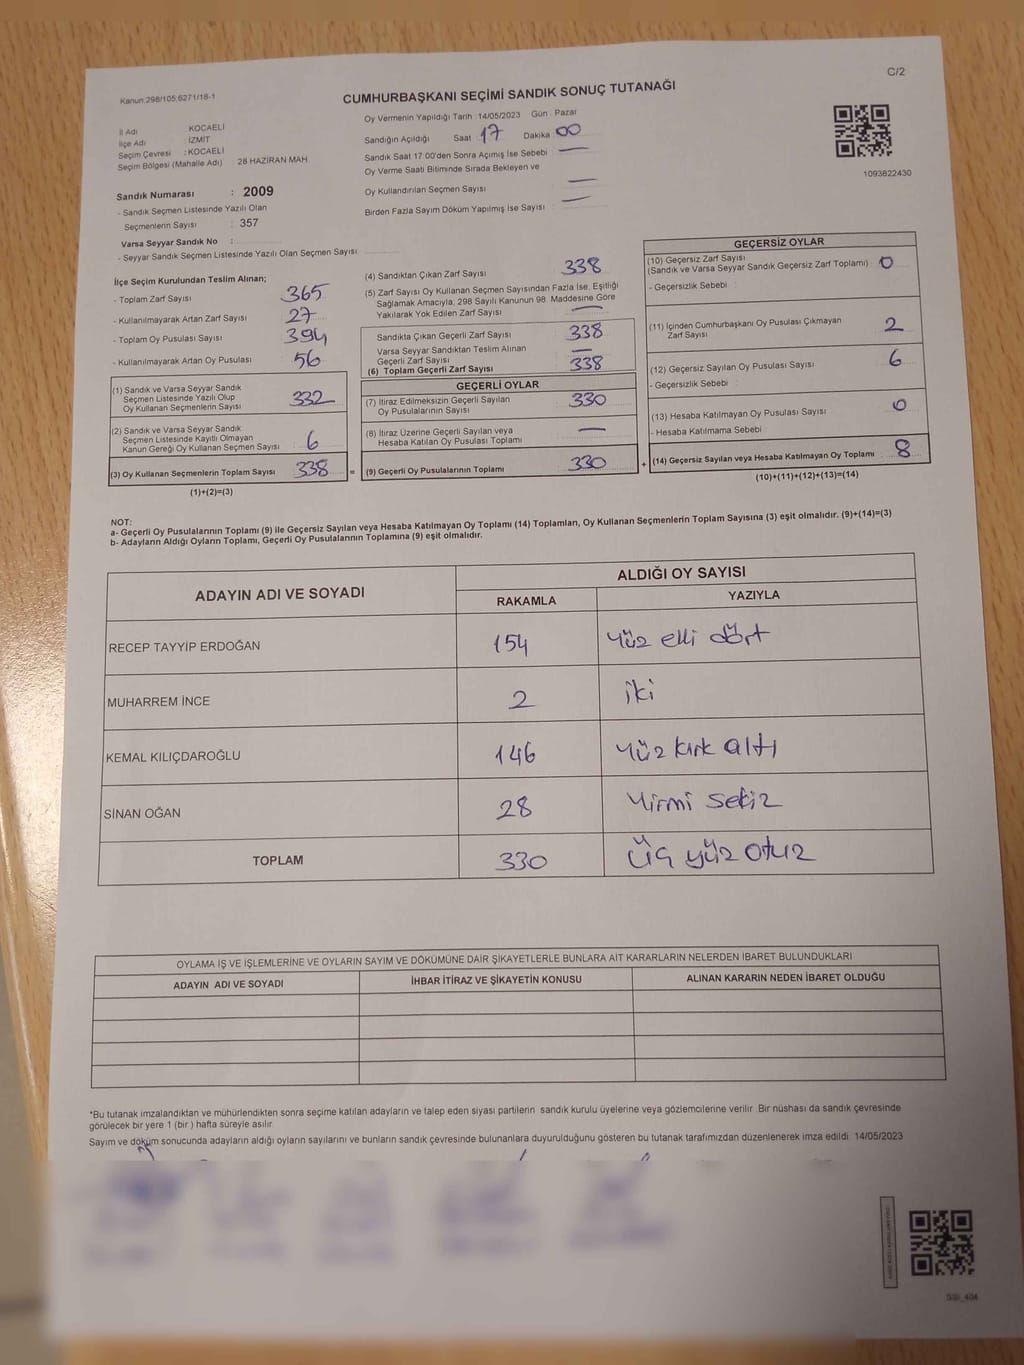 C/2
Kanun:298/105;6271/18-1
CUMHURBAŞKANI SEÇİMİ SANDIK SONUÇ TUTANAĞI
İl Adı : KOCAELİ
İlçe Adı : İZMİT
Seçim Çevresi : KOCAELİ
Seçim Bölgesi (Mahalle Adı) 28 HAZİRAN MAH.
Sandık Numarası : 2009
- Sandık Seçmen Listesinde Yazılı Olan
Seçmenlerin Sayısı : 357
Varsa Seyyar Sandık No :
- Seyyar Sandık Seçmen Listesinde Yazılı Olan Seçmen Sayısı:
Oy Vermenin Yapıldığı Tarih 14/05/2023 Gün Pazar
Sandığın Açıldığı Saat 17 Dakika 00
Sandık Saat 17.00'den Sonra Açımış İse Sebebi —
Oy Verme Saati Bitiminde Sırada Bekleyen ve
Oy Kullandırılan Seçmen Sayısı —
Birden Fazla Sayım Döküm Yapılmış İse Sayısı —
1093822430
İlçe Seçim Kurulundan Teslim Alınan;
- Toplam Zarf Sayısı 365
- Kullanılmayarak Artan Zarf Sayısı 27
- Toplam Oy Pusulası Sayısı 394
- Kullanılmayarak Artan Oy Pusulası 56
(1) Sandık ve Varsa Seyyar Sandık
Seçmen Listesinde Yazılı Olup
Oy Kullanan Seçmenlerin Sayısı 332
(2) Sandık ve Varsa Seyyar Sandık
Seçmen Listesinde Kayıtlı Olmayan
Kanun Gereği Oy Kullanan Seçmen Sayısı 6
(3) Oy Kullanan Seçmenlerin Toplam Sayısı 338 =
(1)+(2)=(3)
(4) Sandıktan Çıkan Zarf Sayısı 338
(5) Zarf Sayısı Oy Kullanan Seçmen Sayısından Fazla İse, Eşitliği
Sağlamak Amacıyla, 298 Sayılı Kanunun 98. Maddesine Göre
Yakılarak Yok Edilen Zarf Sayısı —
Sandıkta Çıkan Geçerli Zarf Sayısı 338
Varsa Seyyar Sandıktan Teslim Alınan
Geçerli Zarf Sayısı —
(6) Toplam Geçerli Zarf Sayısı 338
GEÇERLİ OYLAR
(7) İtiraz Edilmeksizin Geçerli Sayılan
Oy Pusulalarının Sayısı 330
(8) İtiraz Üzerine Geçerli Sayılan veya
Hesaba Katılan Oy Pusulası Toplamı —
(9) Geçerli Oy Pusulalarının Toplamı 330 +
GEÇERSİZ OYLAR
(10) Geçersiz Zarf Sayısı
(Sandık ve Varsa Seyyar Sandık Geçersiz Zarf Toplamı) 0
- Geçersizlik Sebebi :
(11) İçinden Cumhurbaşkanı Oy Pusulası Çıkmayan
Zarf Sayısı 2
(12) Geçersiz Sayılan Oy Pusulası Sayısı 6
- Geçersizlik Sebebi :
(13) Hesaba Katılmayan Oy Pusulası Sayısı 0
- Hesaba Katılmama Sebebi :
(14) Geçersiz Sayılan veya Hesaba Katılmayan Oy Toplamı 8
(10)+(11)+(12)+(13)=(14)
NOT:
a- Geçerli Oy Pusulalarının Toplamı (9) ile Geçersiz Sayılan veya Hesaba Katılmayan Oy Toplamı (14) Toplamları, Oy Kullanan Seçmenlerin Toplam Sayısına (3) eşit olmalıdır. (9)+(14)=(3)
b- Adayların Aldığı Oyların Toplamı, Geçerli Oy Pusulalarının Toplamına (9) eşit olmalıdır.
ADAYIN ADI VE SOYADI
ALDIĞI OY SAYISI
RAKAMLA YAZIYLA
RECEP TAYYİP ERDOĞAN 154 Yüz elli dört
MUHARREM İNCE 2 iki
KEMAL KILIÇDAROĞLU 146 Yüz kırk altı
SİNAN OĞAN 28 Yirmi sekiz
TOPLAM 330 Üç yüz otuz
OYLAMA İŞ VE İŞLEMLERİNE VE OYLARIN SAYIM VE DÖKÜMÜNE DAİR ŞİKAYETLERLE BUNLARA AİT KARARLARIN NELERDEN İBARET BULUNDUKLARI
ADAYIN ADI VE SOYADI İHBAR İTİRAZ VE ŞİKAYETİN KONUSU ALINAN KARARIN NEDEN İBARET OLDUĞU
*Bu tutanak imzalandıktan ve mühürlendikten sonra seçime katılan adayların ve talep eden siyasi partilerin sandık kurulu üyelerine veya gözlemcilerine verilir. Bir nüshası da sandık çevresinde
görülecek bir yere 1 (bir ) hafta süreyle asılır.
Sayım ve döküm sonucunda adayların aldığı oyların sayılarını ve bunların sandık çevresinde bulunanlara duyurulduğunu gösteren bu tutanak tarafımızdan düzenlenerek imza edildi. 14/05/2023